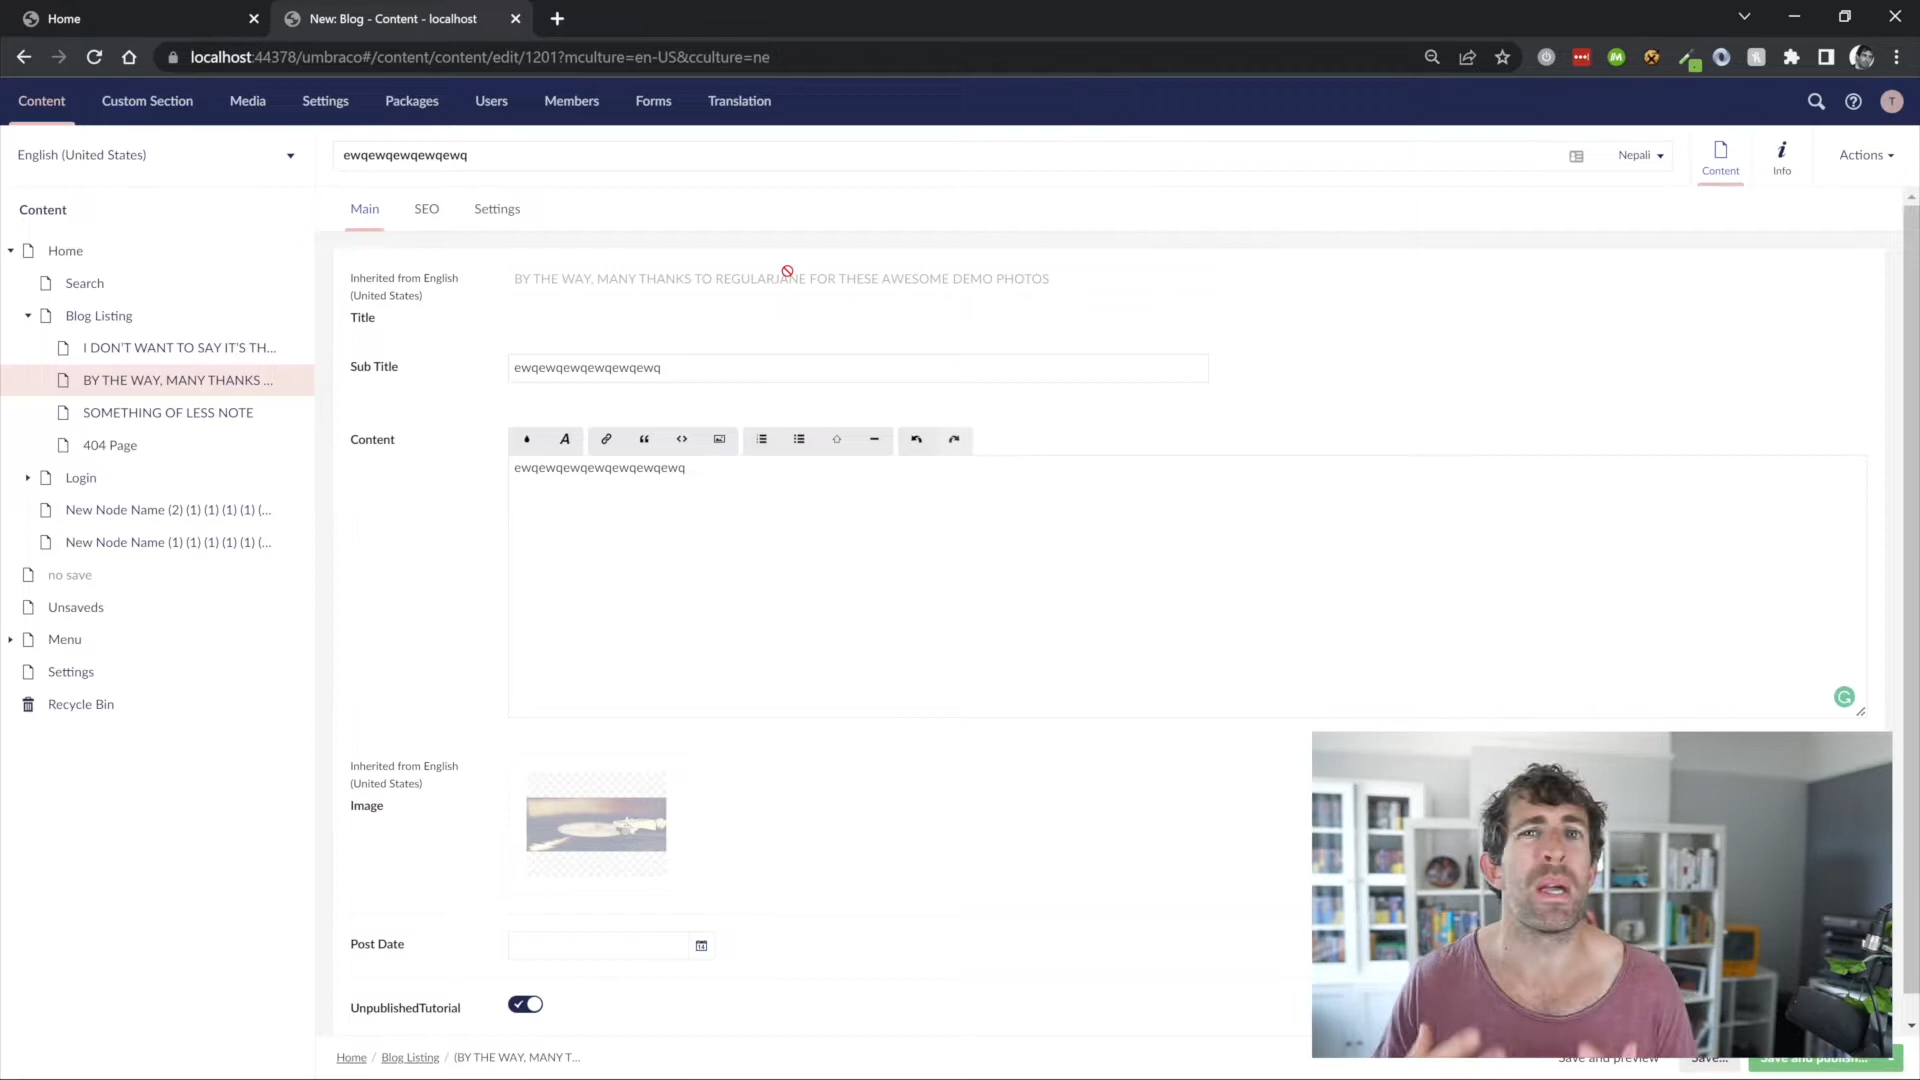 Home
New: Blog - Content - localhost
localhost:44378/umbraco#/content/content/edit/1201?mculture=en-US&cculture=ne
Content
Custom Section
Media
Settings
Packages
Users
Members
Forms
Translation
T
English (United States)
ewqewqewqewqewq
Nepali
Content
Info
Actions
Content
Main
SEO
Settings
Home
Search
Blog Listing
I DON'T WANT TO SAY IT'S TH...
BY THE WAY, MANY THANKS ...
SOMETHING OF LESS NOTE
404 Page
Login
New Node Name (2) (1) (1) (1) (1) (...
New Node Name (1) (1) (1) (1) (1) (...
no save
Unsaveds
Menu
Settings
Recycle Bin
Inherited from English
(United States)
Title
BY THE WAY, MANY THANKS TO REGULARJANE FOR THESE AWESOME DEMO PHOTOS
Sub Title
ewqewqewqewqewqewq
Content
ewqewqewqewqewqewqewq
Inherited from English
(United States)
Image
Post Date
UnpublishedTutorial
Home / Blog Listing / (BY THE WAY, MANY T...
Save and preview
Save...
Save and publish...